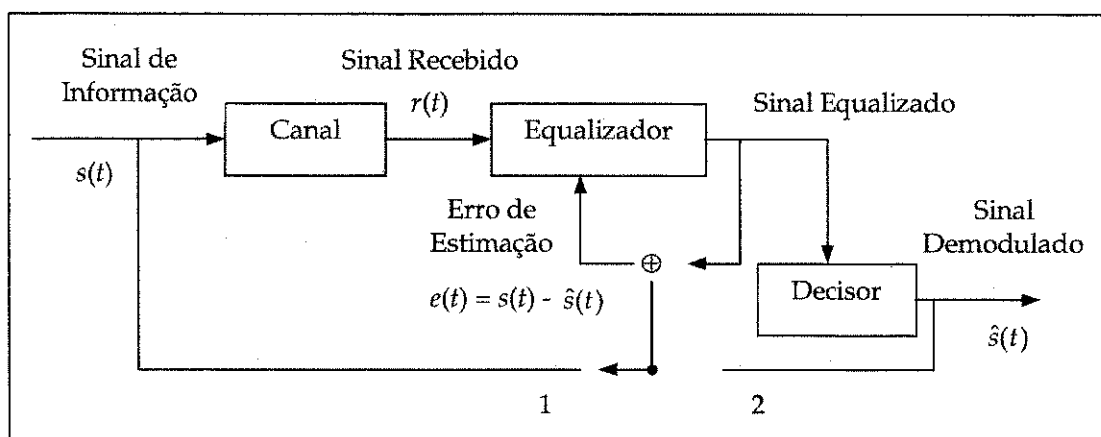 Sinal de
Informação
s(t)
Canal
Sinal Recebido
r(t)
Equalizador
Sinal Equalizado
Erro de
Estimação
e(t) = s(t) - ŝ(t)
⊕
Decisor
Sinal
Demodulado
ŝ(t)
1
2